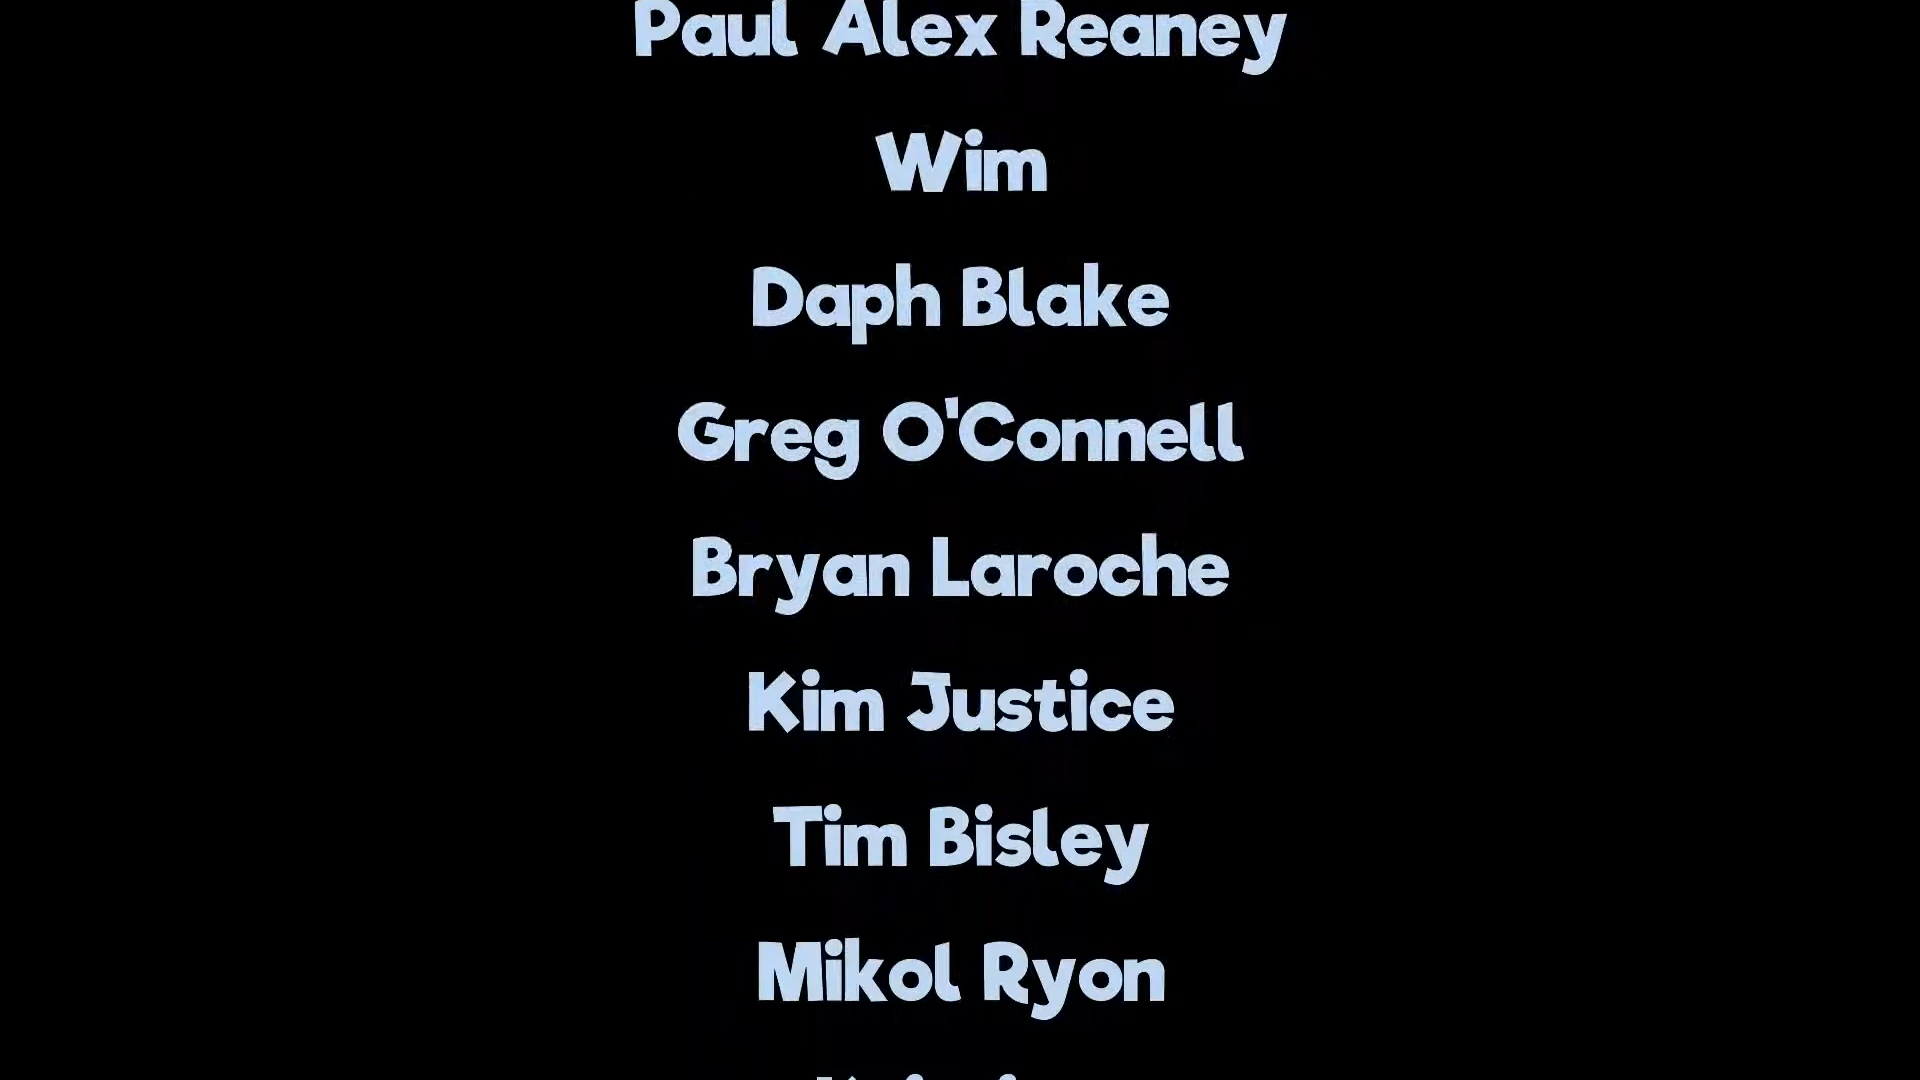 Paul Alex Reaney
Wim
Daph Blake
Greg O'Connell
Bryan Laroche
Kim Justice
Tim Bisley
Mikol Ryon